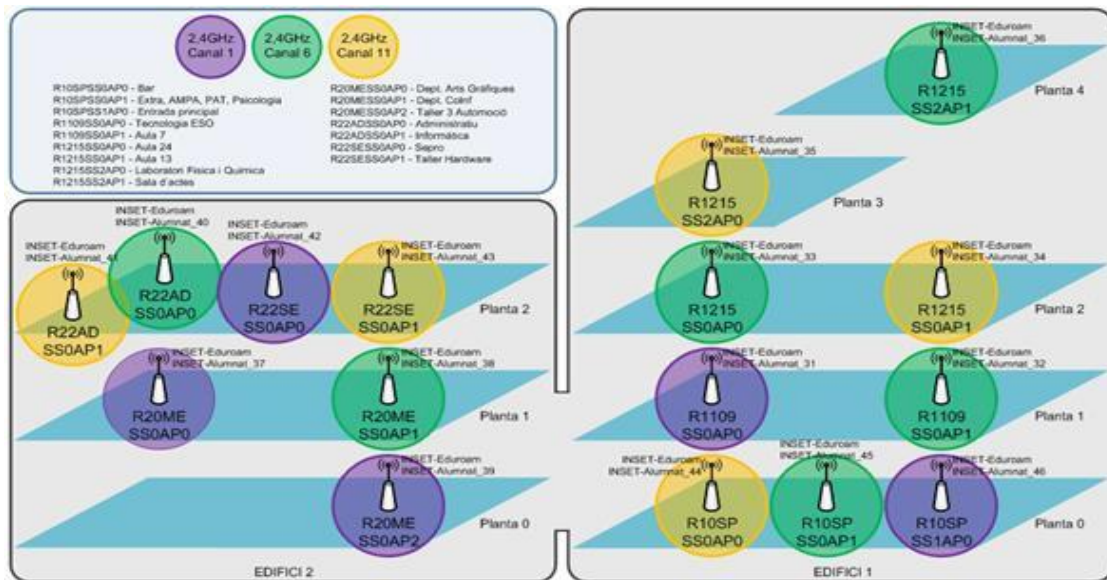 2,4GHz
Canal 1
2,4GHz
Canal 6
2,4GHz
Canal 11
R10SPSS0AP0 - Bar
R10SPSS0AP1 - Extra, AMPA, PAT, Psicologia
R10SPSS1AP0 - Entrada principal
R1109SS0AP0 - Tecnologia ESO
R1109SS0AP1 - Aula 7
R1215SS0AP0 - Aula 24
R1215SS0AP1 - Aula 13
R1215SS2AP0 - Laboratori Física i Química
R1215SS2AP1 - Sala d'actes
R20MESS0AP0 - Dept. Arts Gràfiques
R20MESS0AP1 - Dept. CoInf
R20MESS0AP2 - Taller 3 Automoció
R22ADSS0AP0 - Administratiu
R22ADSS0AP1 - Informàtica
R22SESS0AP0 - Sepro
R22SESS0AP1 - Taller Hardware
INSET-Eduroam
INSET-Alumnat_36
R1215
SS2AP1
Planta 4
INSET-Eduroam
INSET-Alumnat_35
R1215
SS2AP0
Planta 3
INSET-Eduroam
INSET-Alumnat_33
R1215
SS0AP0
INSET-Eduroam
INSET-Alumnat_34
R1215
SS0AP1
Planta 2
INSET-Eduroam
INSET-Alumnat_31
R1109
SS0AP0
INSET-Eduroam
INSET-Alumnat_32
R1109
SS0AP1
Planta 1
INSET-Eduroam
INSET-Alumnat_44
R10SP
SS0AP0
INSET-Eduroam
INSET-Alumnat_45
R10SP
SS0AP1
INSET-Eduroam
INSET-Alumnat_46
R10SP
SS1AP0
Planta 0
EDIFICI 1
INSET-Eduroam
INSET-Alumnat_41
R22AD
SS0AP1
INSET-Eduroam
INSET-Alumnat_40
R22AD
SS0AP0
INSET-Eduroam
INSET-Alumnat_42
R22SE
SS0AP0
INSET-Eduroam
INSET-Alumnat_43
R22SE
SS0AP1
Planta 2
INSET-Eduroam
INSET-Alumnat_37
R20ME
SS0AP0
INSET-Eduroam
INSET-Alumnat_38
R20ME
SS0AP1
Planta 1
INSET-Eduroam
INSET-Alumnat_39
R20ME
SS0AP2
Planta 0
EDIFICI 2